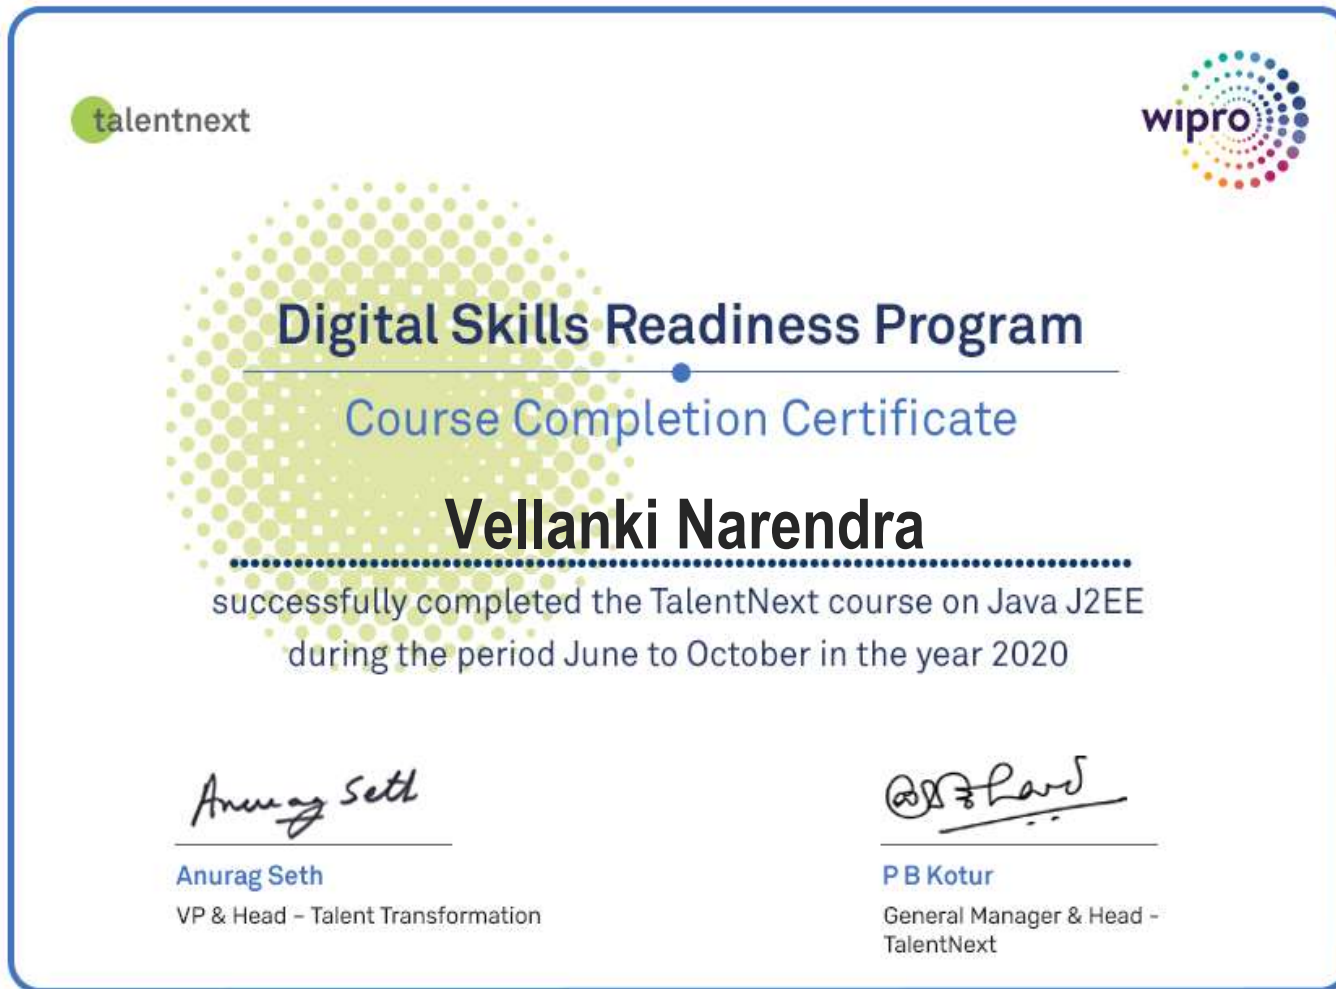 talentnext
wipro
Digital Skills Readiness Program
Course Completion Certificate
Vellanki Narendra
successfully completed the TalentNext course on Java J2EE
during the period June to October in the year 2020
Anurag Seth
Anurag Seth
P B Kotur
VP & Head – Talent Transformation
General Manager & Head -
TalentNext